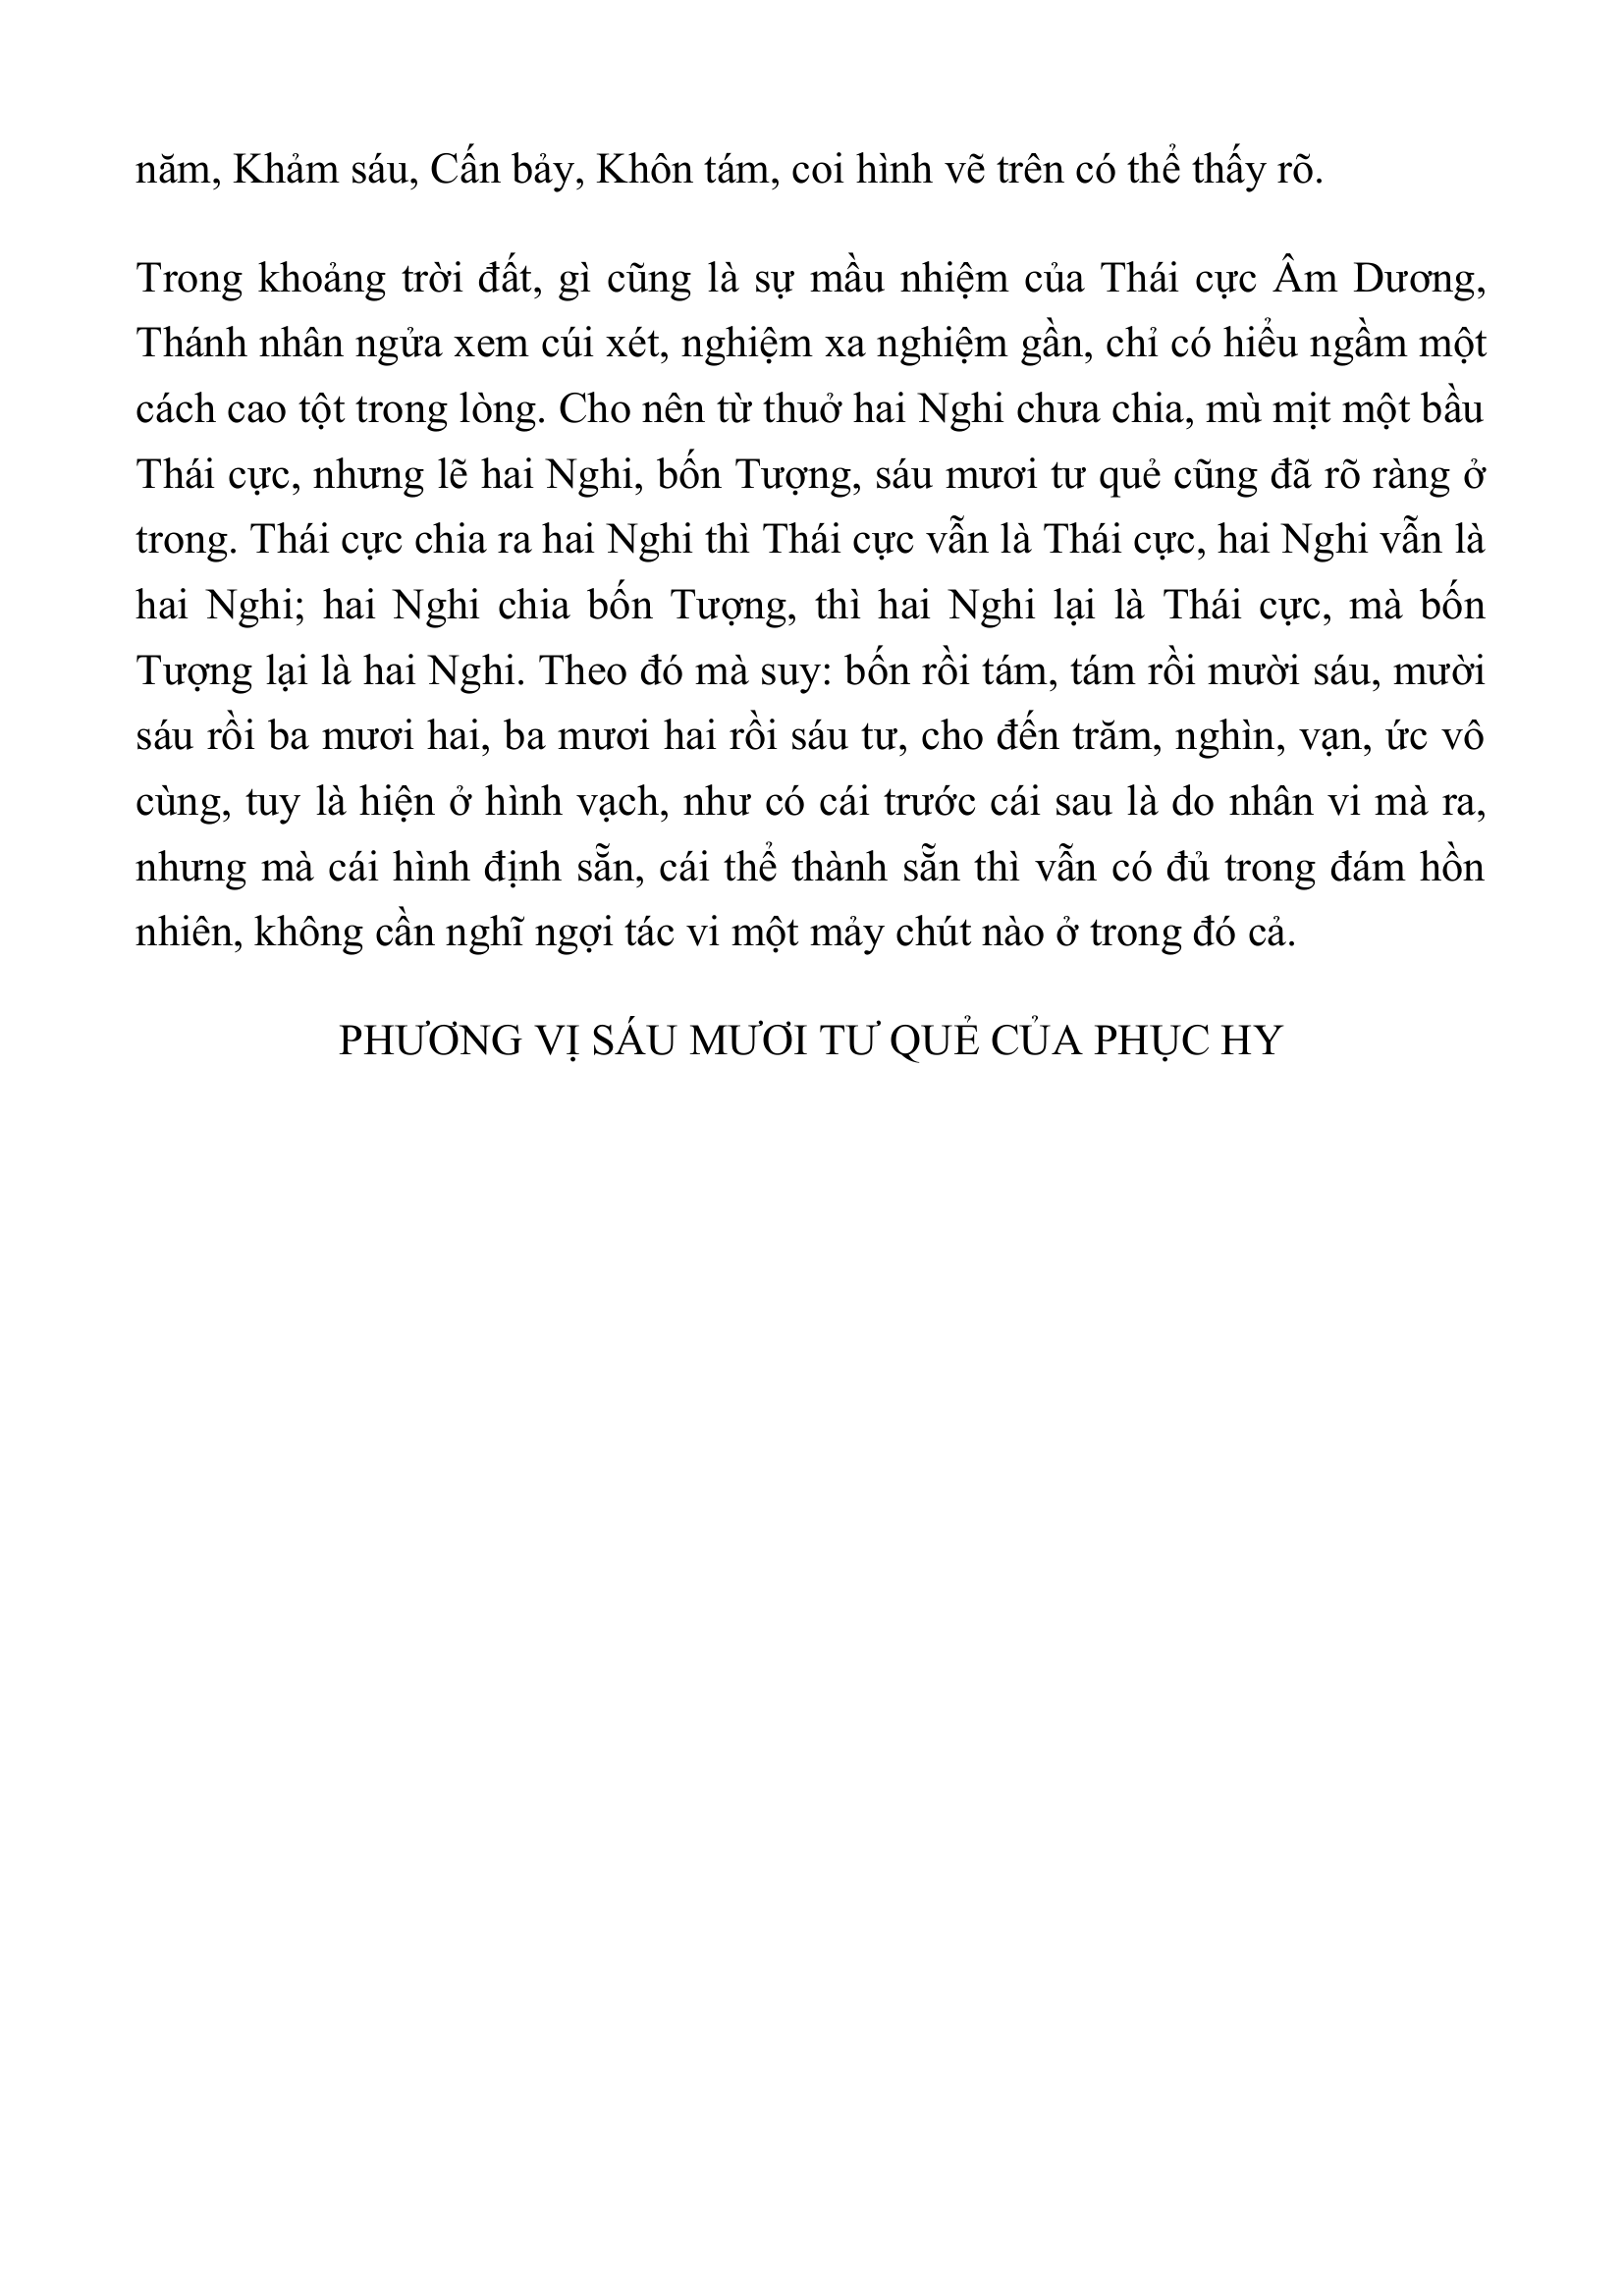 năm, Khảm sáu, Cấn bảy, Khôn tám, coi hình vẽ trên có thể thấy rõ.
Trong khoảng trời đất, gì cũng là sự mầu nhiệm của Thái cực Âm Dương,
Thánh nhân ngửa xem cúi xét, nghiệm xa nghiệm gần, chỉ có hiểu ngầm một
cách cao tột trong lòng. Cho nên từ thuở hai Nghi chưa chia, mù mịt một bầu
Thái cực, nhưng lẽ hai Nghi, bốn Tượng, sáu mươi tư quẻ cũng đã rõ ràng ở
trong. Thái cực chia ra hai Nghi thì Thái cực vẫn là Thái cực, hai Nghi vẫn là
hai Nghi; hai Nghi chia bốn Tượng, thì hai Nghi lại là Thái cực, mà bốn
Tượng lại là hai Nghi. Theo đó mà suy: bốn rồi tám, tám rồi mười sáu, mười
sáu rồi ba mươi hai, ba mươi hai rồi sáu tư, cho đến trăm, nghìn, vạn, ức vô
cùng, tuy là hiện ở hình vạch, như có cái trước cái sau là do nhân vi mà ra,
nhưng mà cái hình định sẵn, cái thể thành sẵn thì vẫn có đủ trong đám hồn
nhiên, không cần nghĩ ngợi tác vi một mảy chút nào ở trong đó cả.
PHƯƠNG VỊ SÁU MƯƠI TƯ QUẺ CỦA PHỤC HY